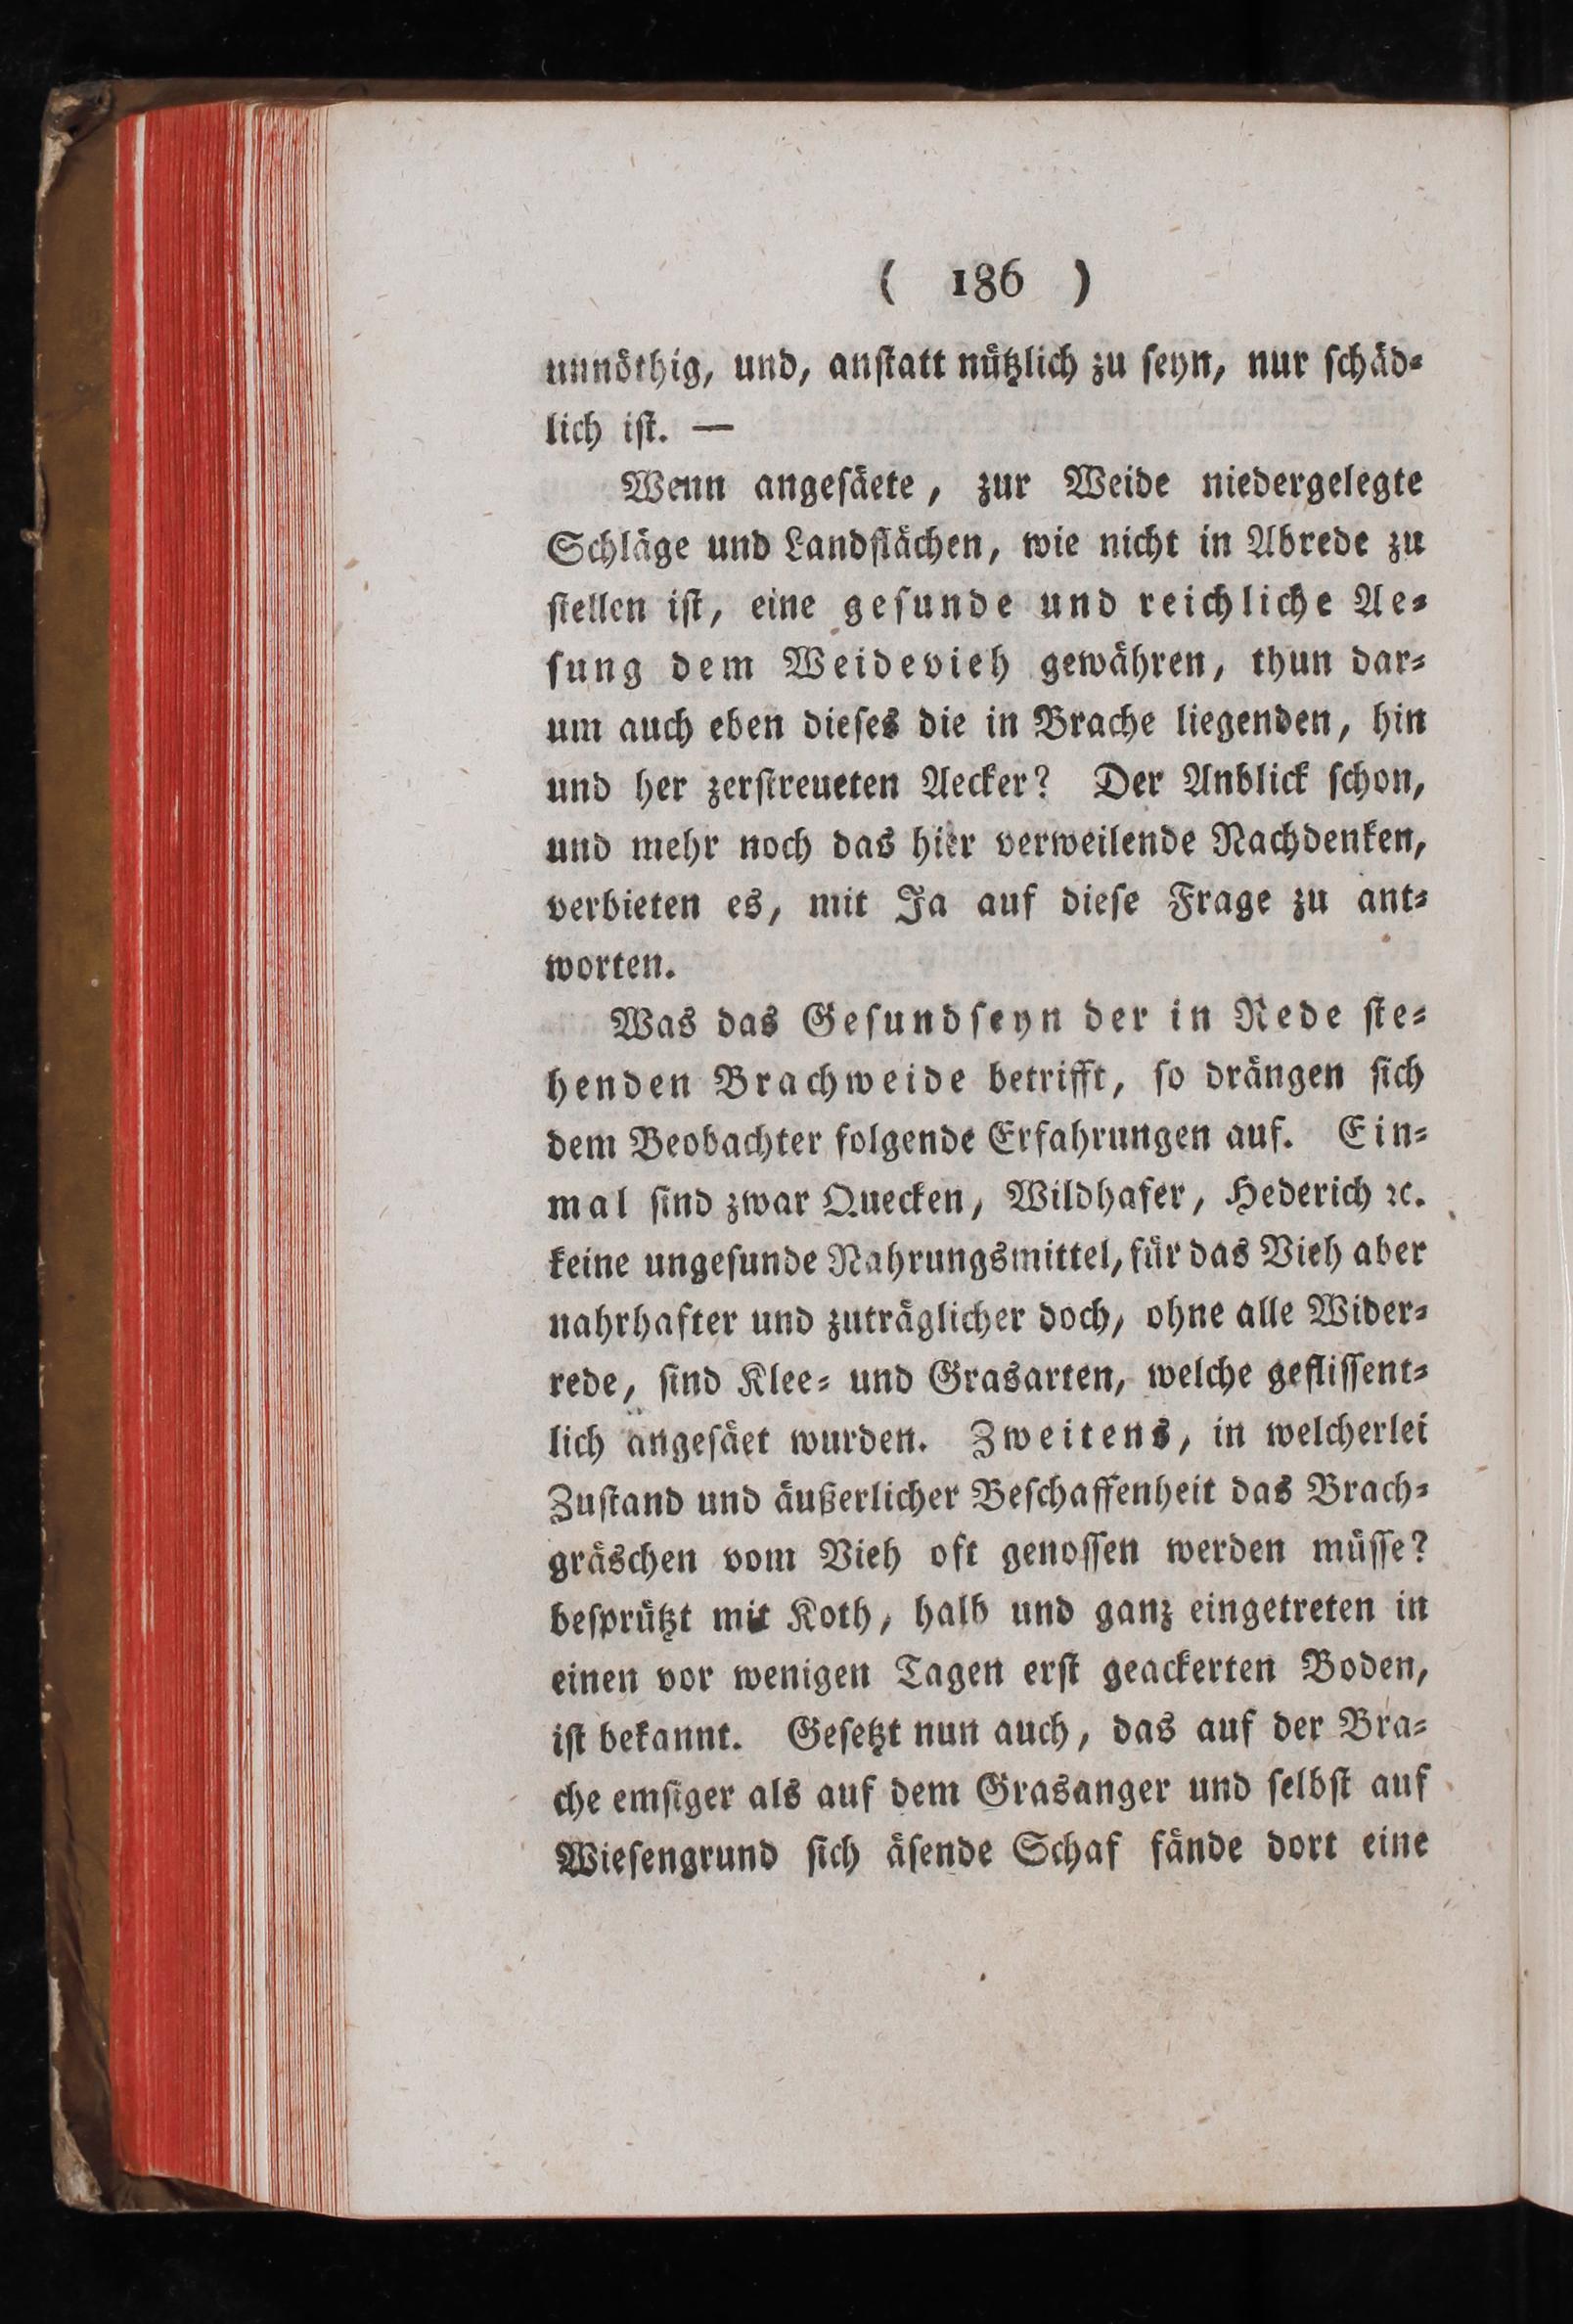 ( 186 )
unnöthig, und, anſtatt nützlich zu ſeyn, nur ſchäd⸗
lich iſt. —
Wenn angeſäete, zur Weide niedergelegte
Schläge und Landflächen, wie nicht in Abrede zu
ſtellen iſt, eine geſunde und reichliche Ae⸗
ſung dem Weidevieh gewähren, thun dar⸗
um auch eben dieſes die in Brache liegenden, hin
und her zerſtreueten Aecker? Der Anblick ſchon,
und mehr noch das hier verweilende Nachdenken,
verbieten es, mit Ja auf dieſe Frage zu ant⸗
worten.
Was das Geſundſeyn der in Rede ſte⸗
henden Brachweide betrifft, ſo drängen ſich
dem Beobachter folgende Erfahrungen auf. Ein⸗
mal ſind zwar Quecken, Wildhafer, Hederich ꝛc.
keine ungeſunde Nahrungsmittel, für das Vieh aber
nahrhafter und zuträglicher doch, ohne alle Wider⸗
rede, ſind Klee⸗ und Grasarten, welche gefliſſent⸗
lich angeſäet wurden. Zweitens, in welcherlei
Zuſtand und äußerlicher Beſchaffenheit das Brach⸗
gräschen vom Vieh oft genoſſen werden müſſe?
beſprützt mit Koth, halb und ganz eingetreten in
einen vor wenigen Tagen erſt geackerten Boden,
iſt bekannt. Geſetzt nun auch, das auf der Bra⸗
che emſiger als auf dem Grasanger und ſelbſt auf
Wieſengrund ſich äſende Schaf fände dort eine